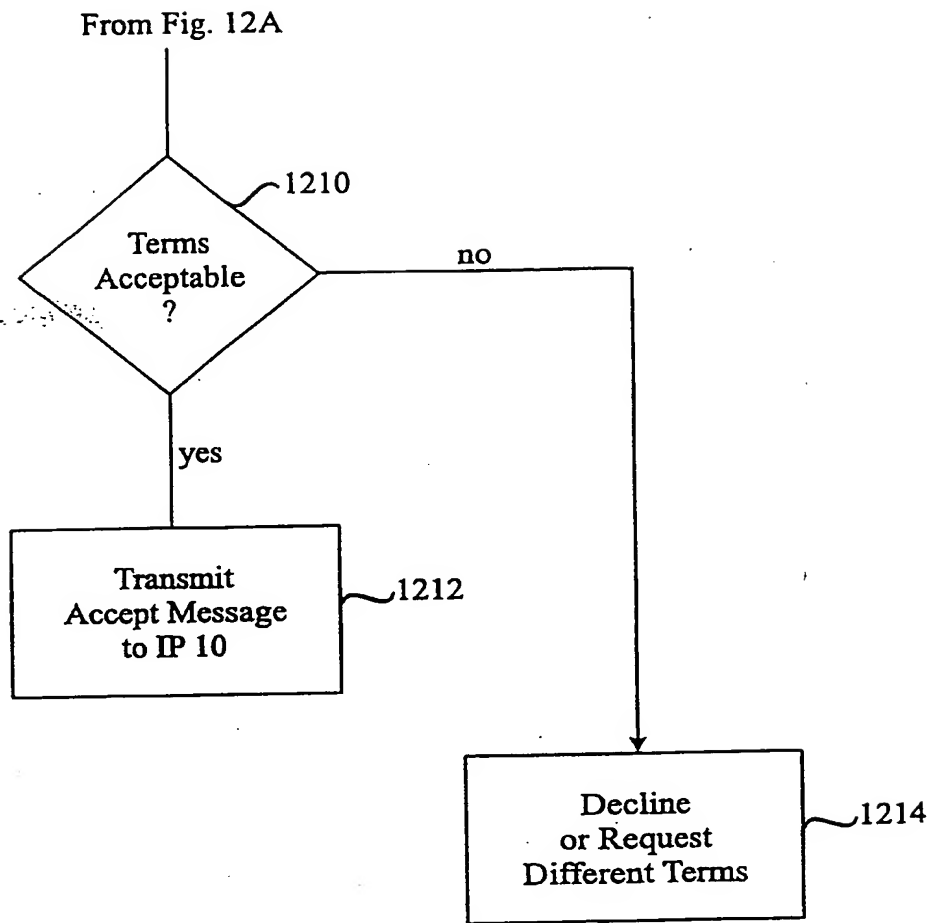 From Fig. 12A
1210
Terms
Acceptable
?
no
yes
Transmit
Accept Message
to IP 10
1212
Decline
or Request
Different Terms
1214